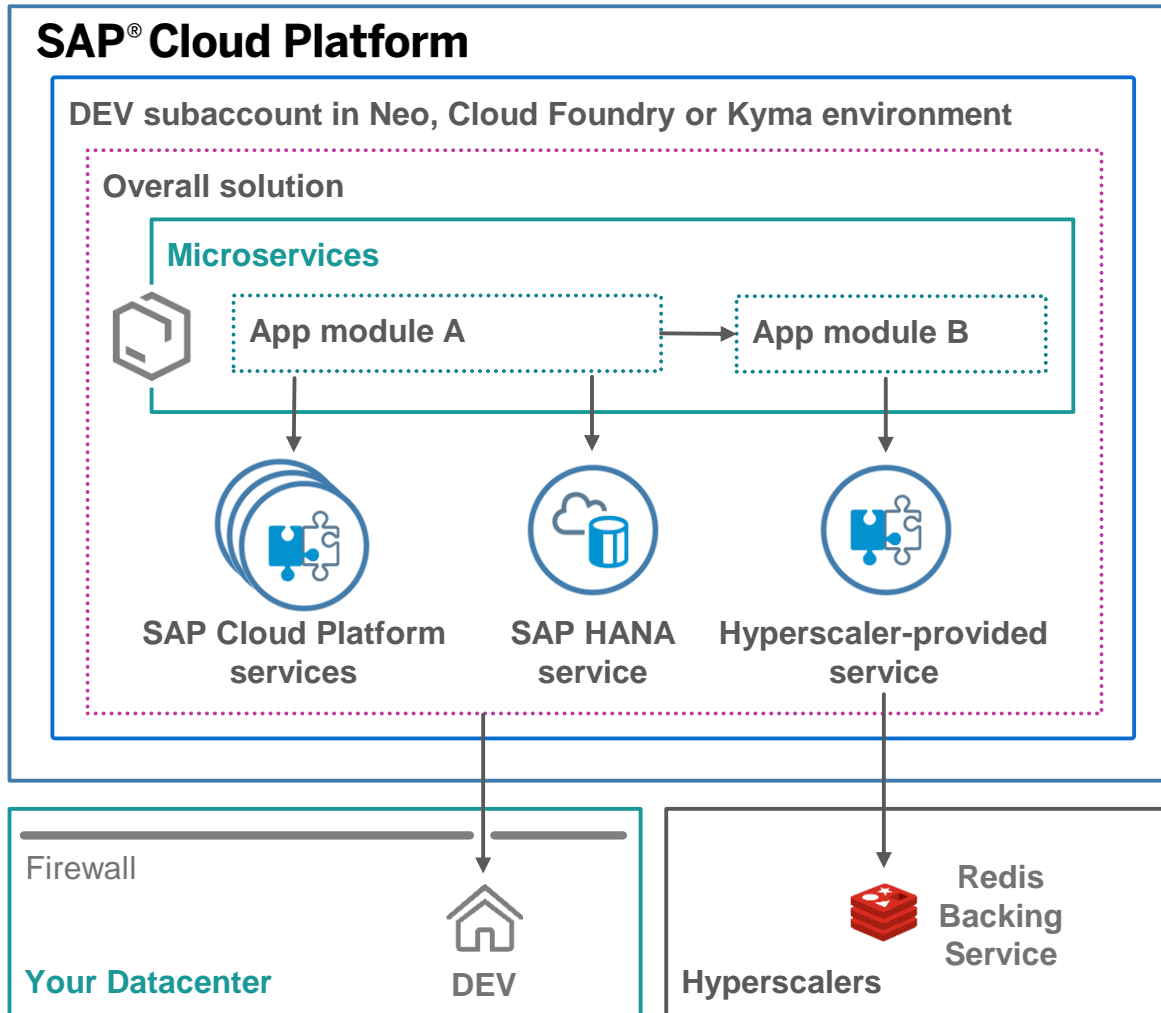 SAP® Cloud Platform
DEV subaccount in Neo, Cloud Foundry or Kyma environment
Overall solution
Microservices
App module A
App module B
SAP Cloud Platform
services
SAP HANA
service
Hyperscaler-provided
service
Firewall
DEV
Your Datacenter
Redis
Backing
Service
Hyperscalers